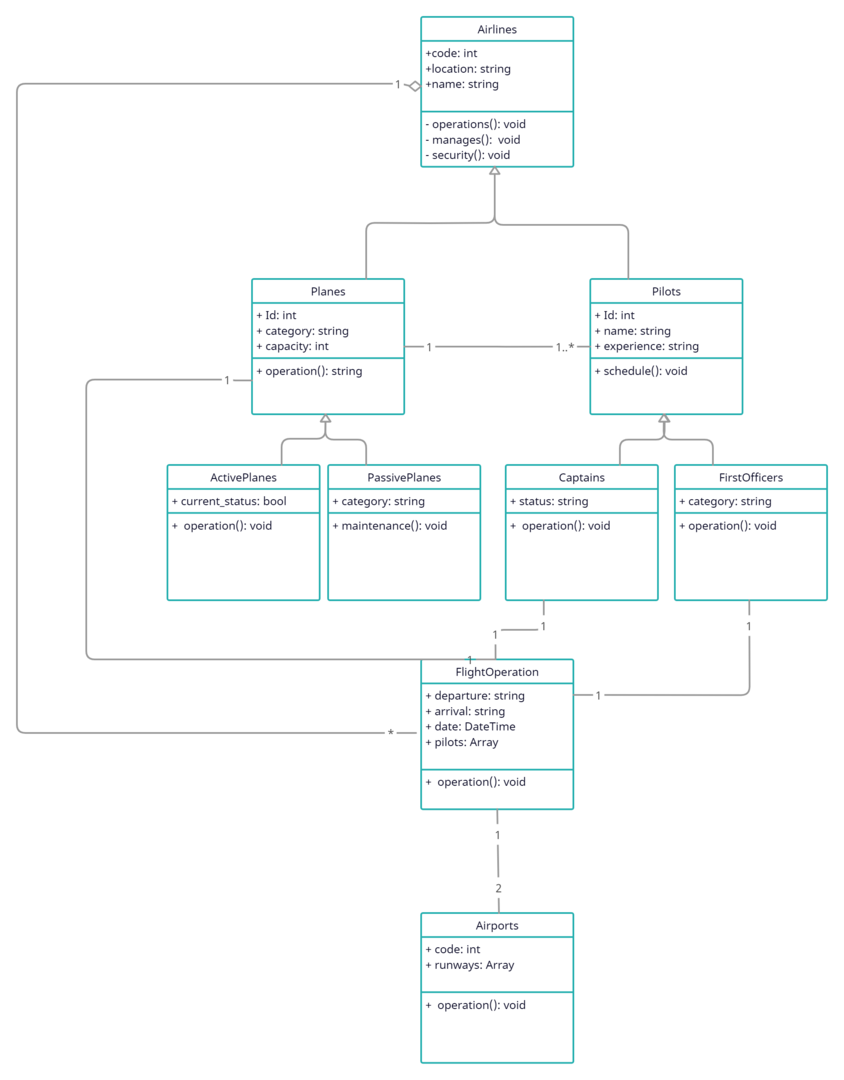 Airlines
+code: int
+location: string
+name: string
- operations(): void
- manages():  void
- security(): void
1
Planes
+ Id: int
+ category: string
+ capacity: int
+ operation(): string
1
1..*
Pilots
+ Id: int
+ name: string
+ experience: string
+ schedule(): void
1
ActivePlanes
+ current_status: bool
+  operation(): void
PassivePlanes
+ category: string
+ maintenance(): void
Captains
+ status: string
+  operation(): void
FirstOfficers
+ category: string
+ operation(): void
1
1
1
1
FlightOperation
+ departure: string
+ arrival: string
+ date: DateTime
+ pilots: Array
+  operation(): void
1
*
1
2
Airports
+ code: int
+ runways: Array
+  operation(): void